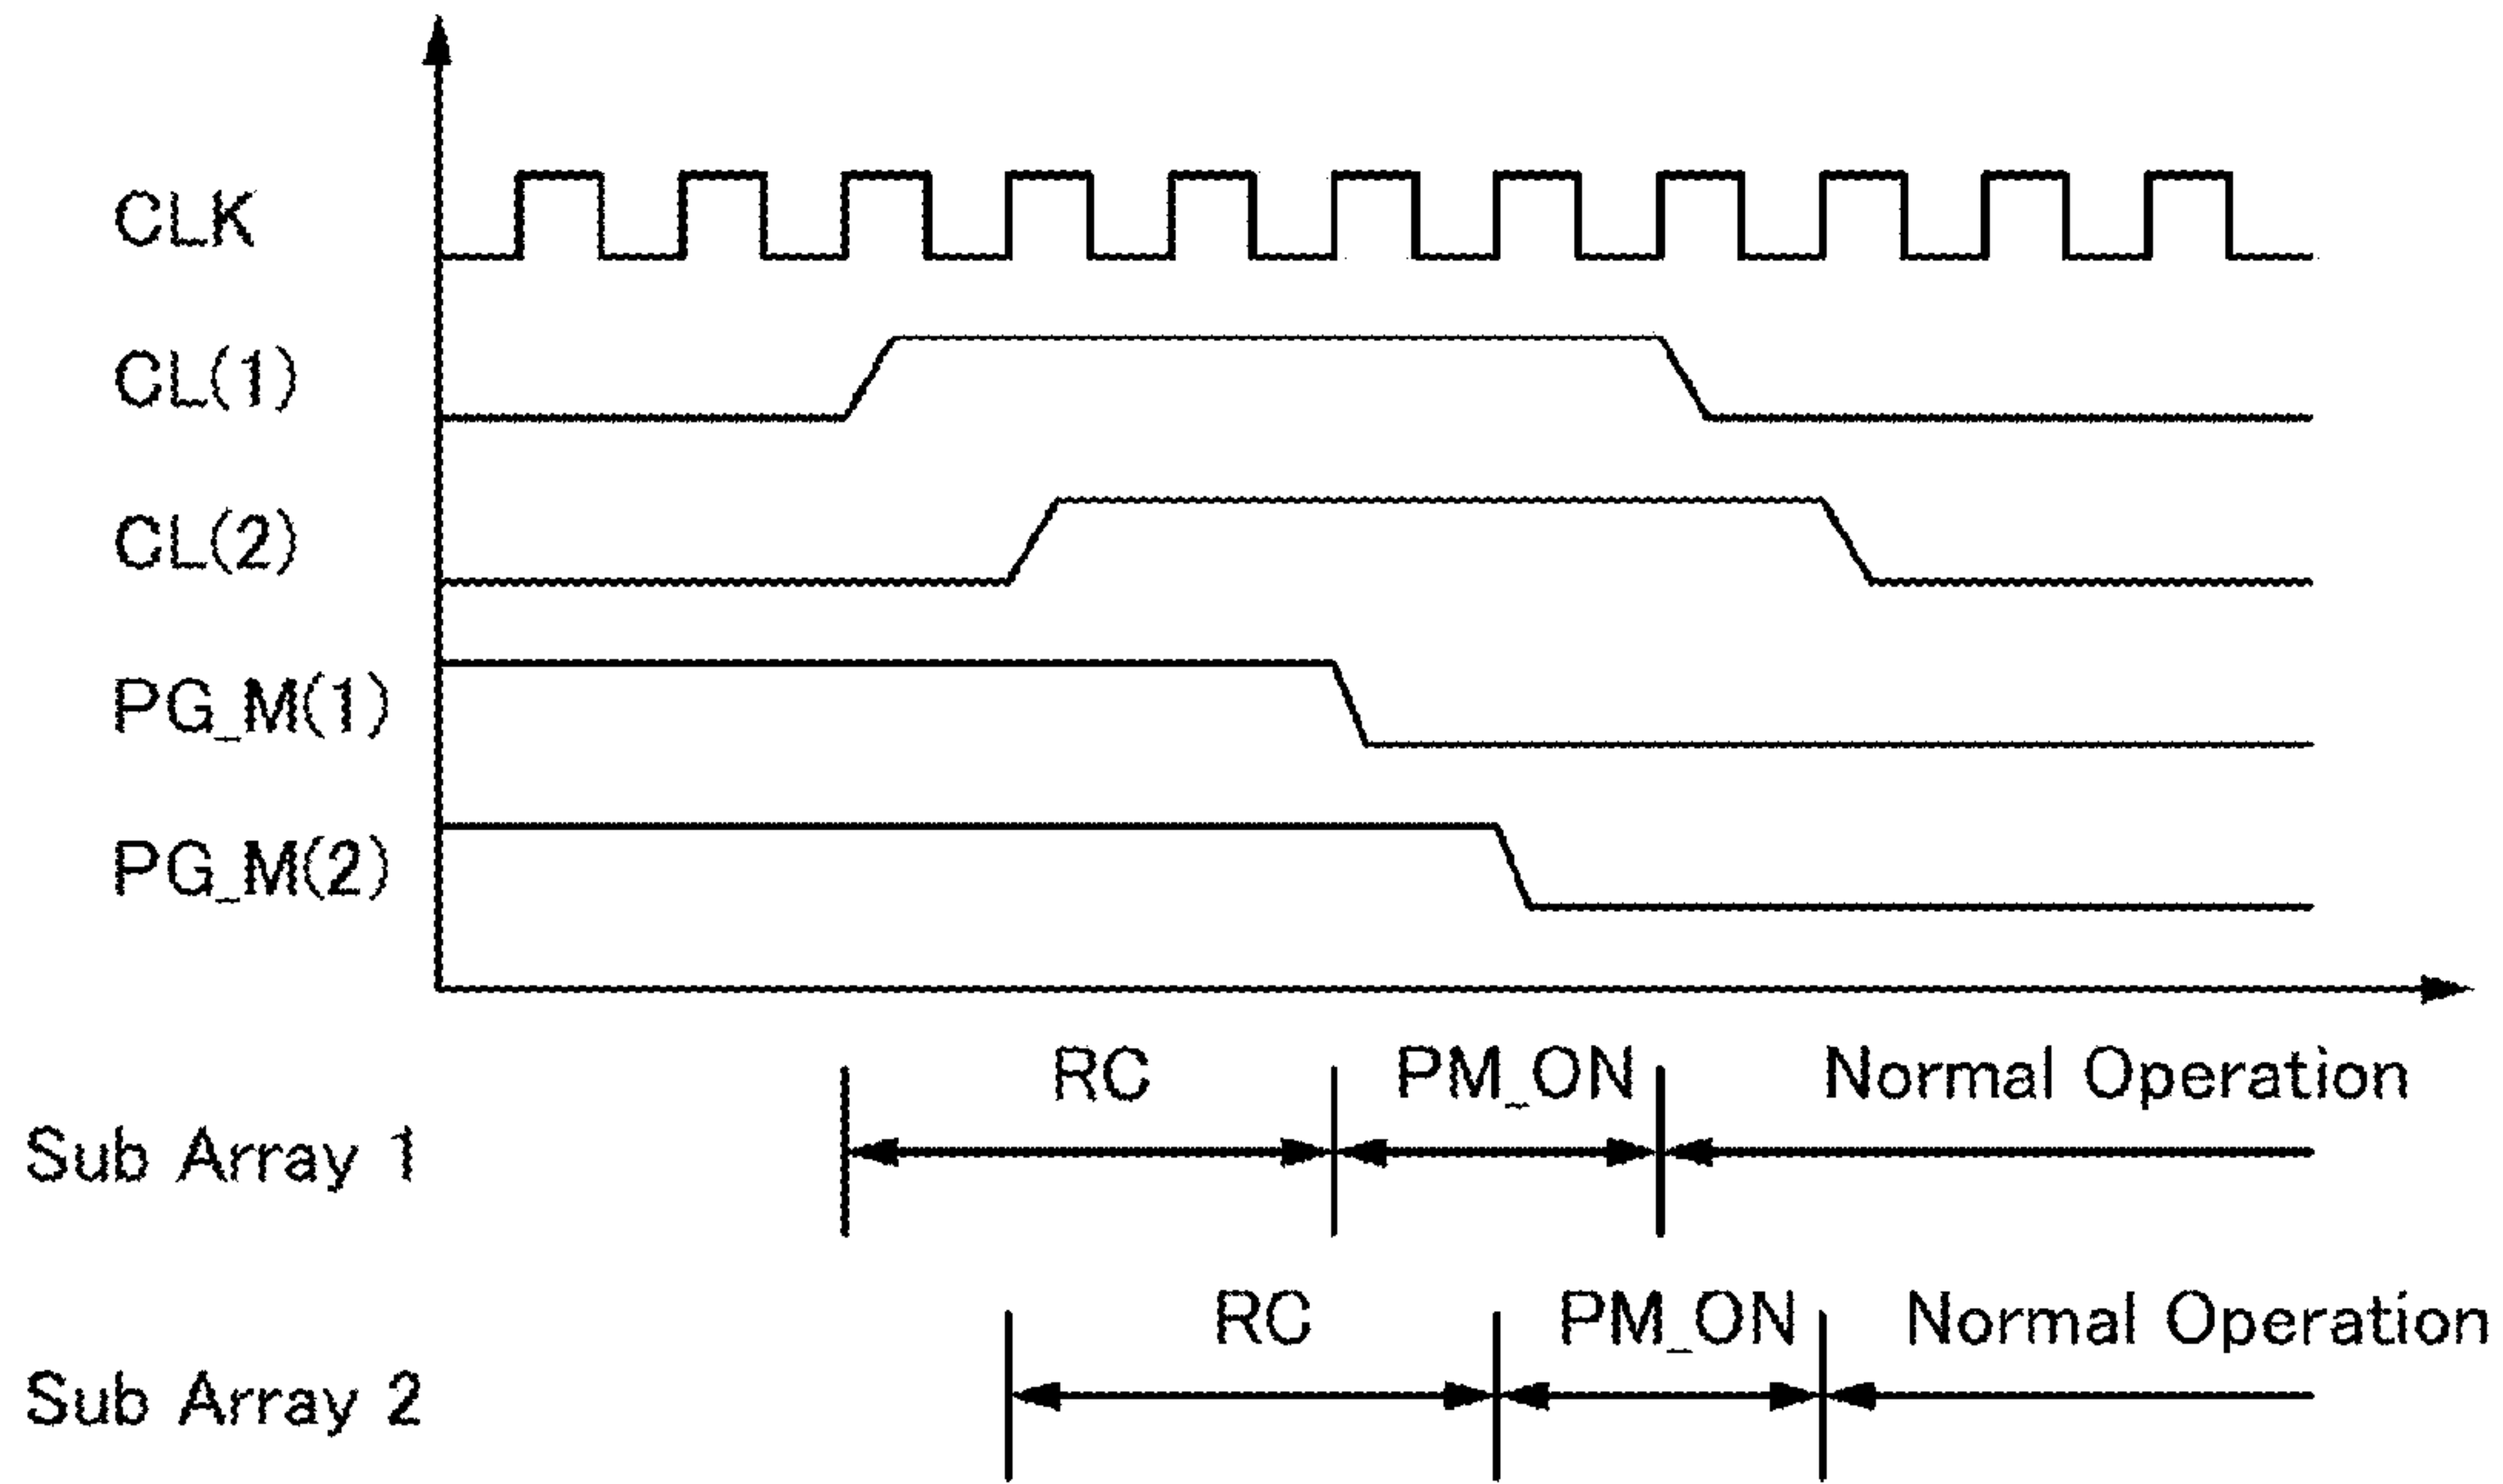 CLK
CL(1)
CL(2)
PG_M(1)
PG_M(2)
RC PM_ON Normal Operation
Sub Array 1
RC PM_ON Normal Operation
Sub Array 2